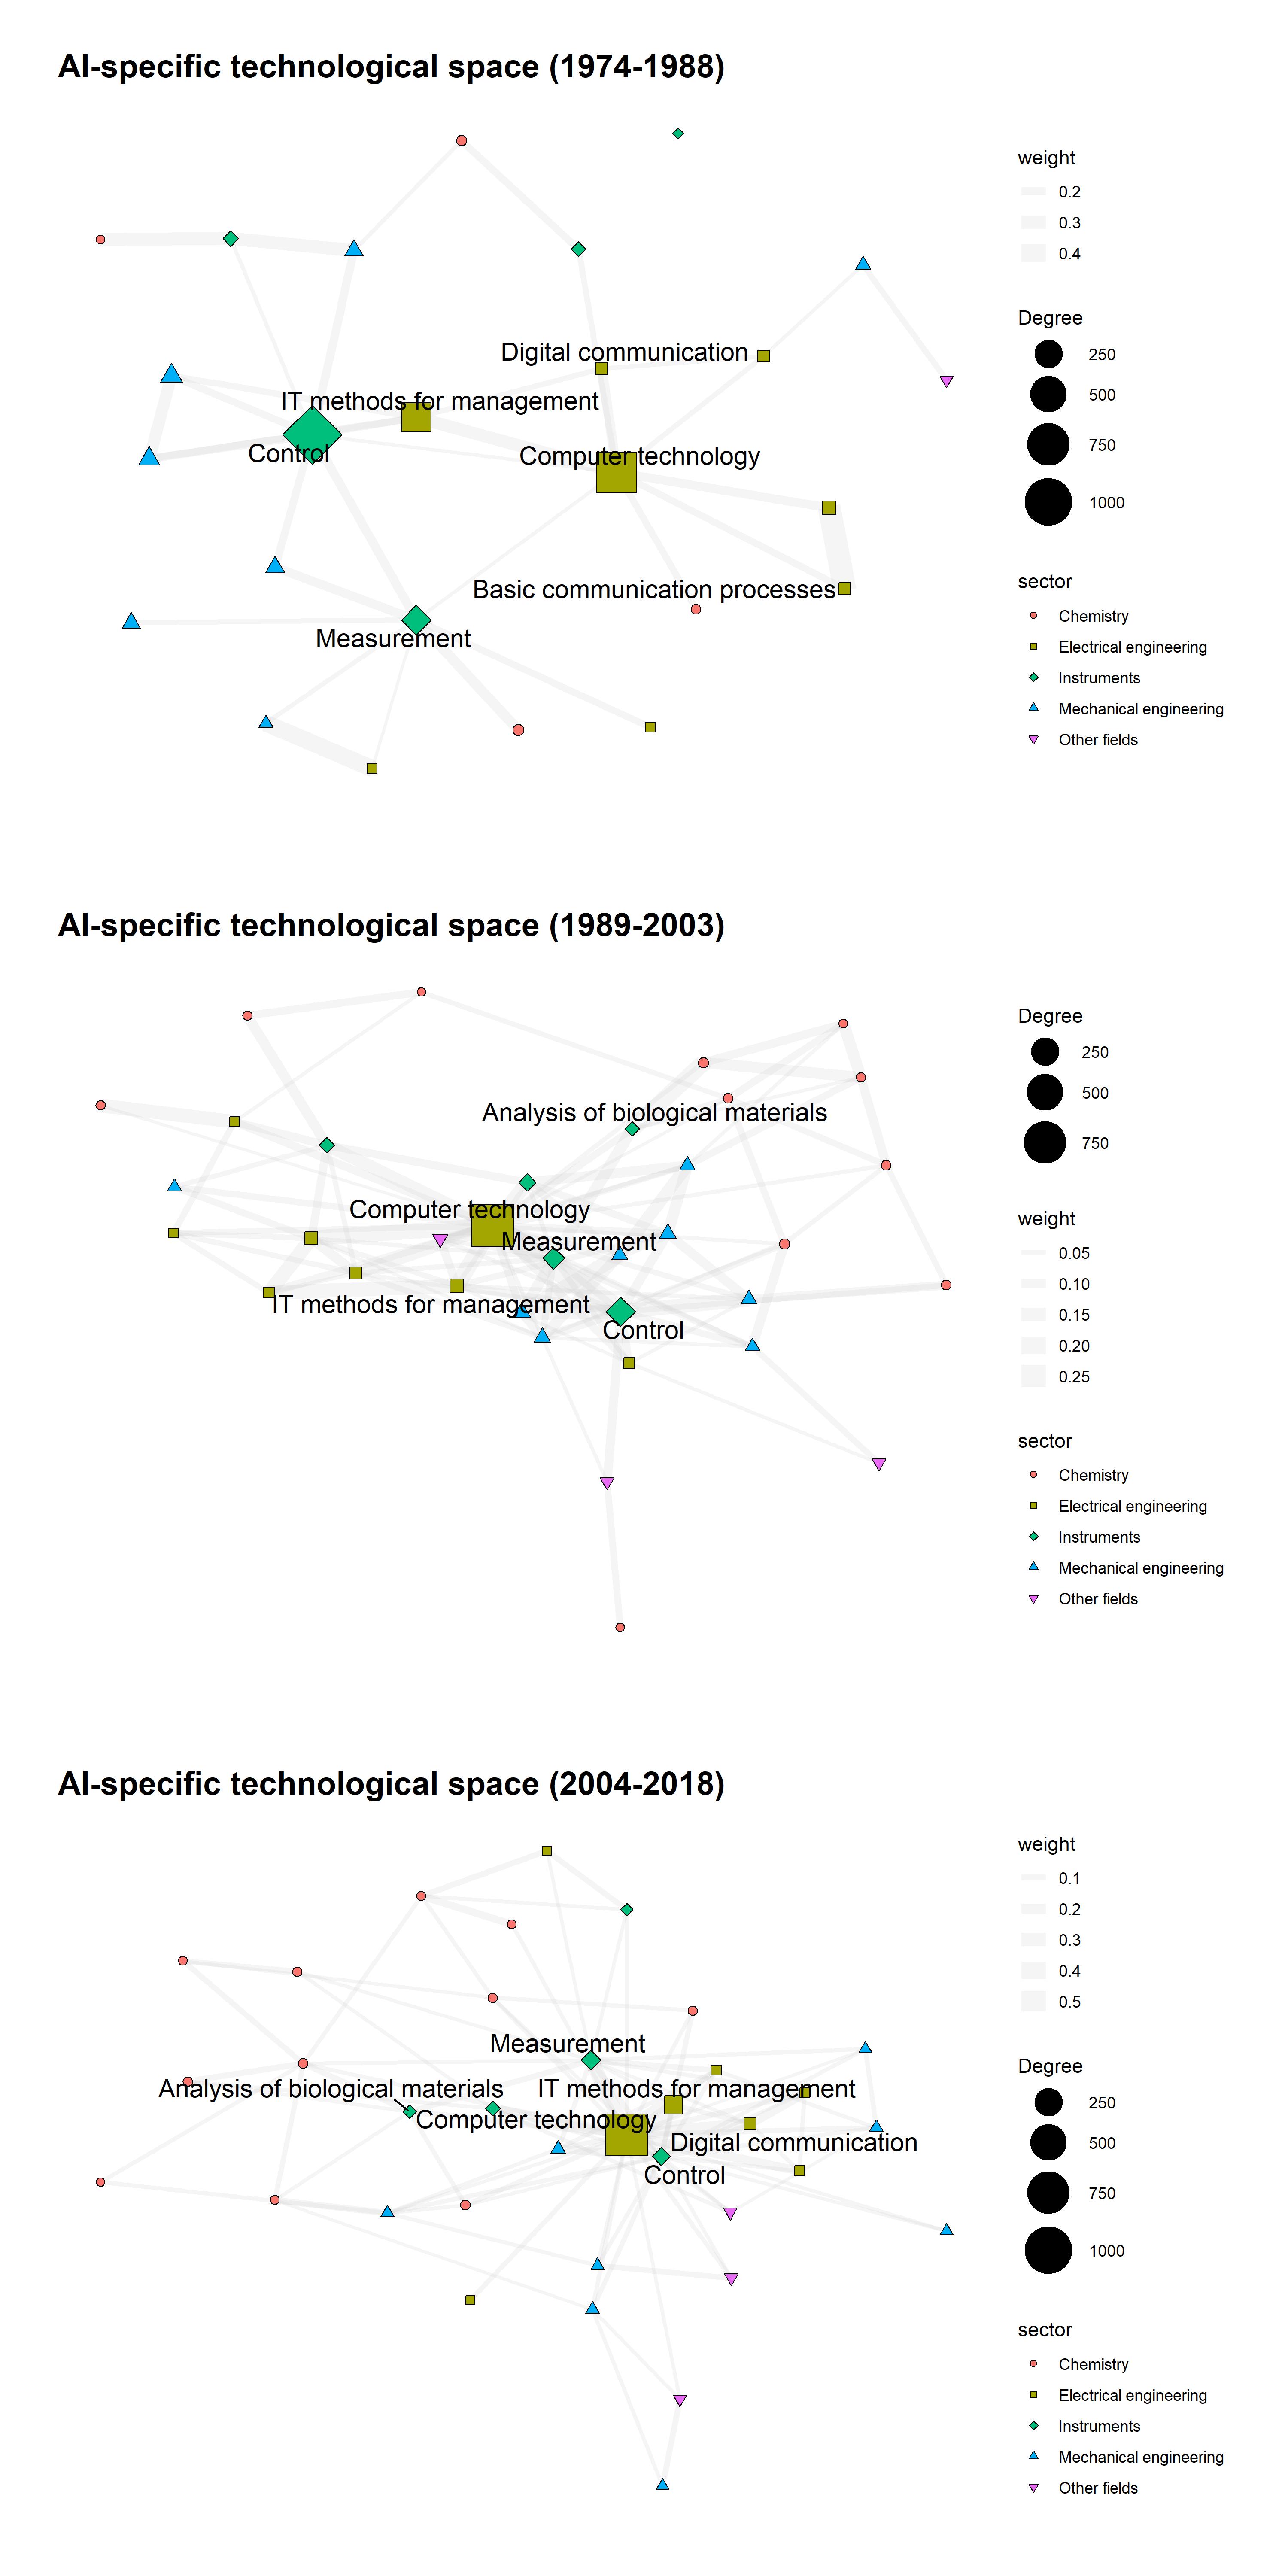 AI-specific technological space (1974-1988)
weight
0.2
0.3
0.4
Degree
250
500
750
1000
sector
Chemistry
Electrical engineering
Instruments
Mechanical engineering
Other fields
Digital communication
IT methods for management
Control
Computer technology
Basic communication processes
Measurement
AI-specific technological space (1989-2003)
Degree
250
500
750
weight
0.05
0.10
0.15
0.20
0.25
sector
Chemistry
Electrical engineering
Instruments
Mechanical engineering
Other fields
Analysis of biological materials
Computer technology
Measurement
IT methods for management
Control
AI-specific technological space (2004-2018)
weight
0.1
0.2
0.3
0.4
0.5
Degree
250
500
750
1000
sector
Chemistry
Electrical engineering
Instruments
Mechanical engineering
Other fields
Measurement
Analysis of biological materials
IT methods for management
Computer technology
Digital communication
Control